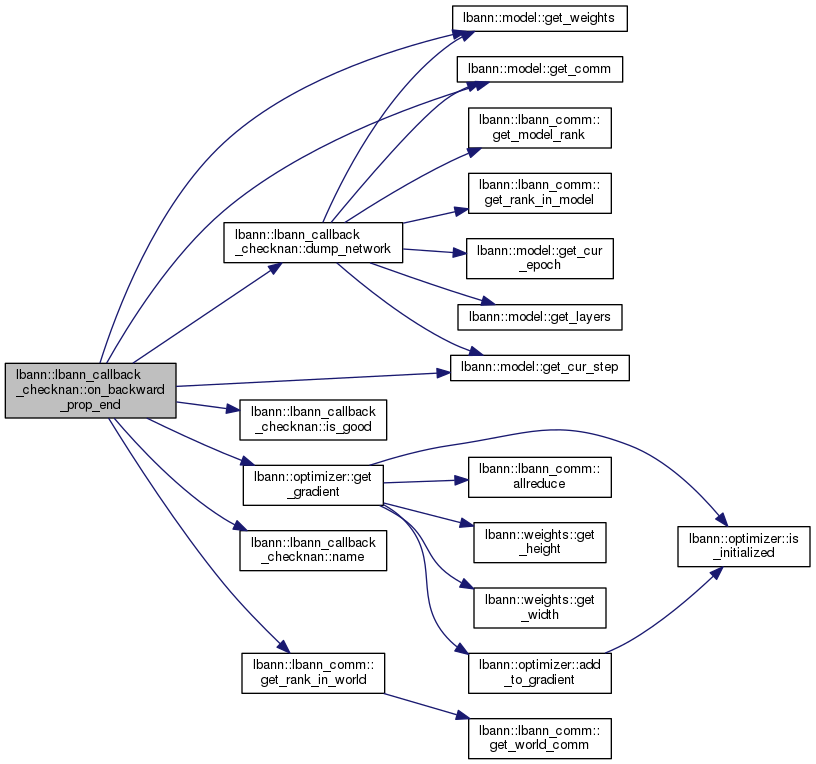 lbann::model::get_weights
lbann::model::get_comm
lbann::lbann_comm::
get_model_rank
lbann::lbann_comm::
get_rank_in_model
lbann::lbann_callback
_checknan::dump_network
lbann::model::get_cur
_epoch
lbann::model::get_layers
lbann::model::get_cur_step
lbann::lbann_callback
_checknan::on_backward
_prop_end
lbann::lbann_callback
_checknan::is_good
lbann::optimizer::get
_gradient
lbann::lbann_comm::
allreduce
lbann::weights::get
_height
lbann::optimizer::is
_initialized
lbann::lbann_callback
_checknan::name
lbann::weights::get
_width
lbann::lbann_comm::
get_rank_in_world
lbann::optimizer::add
_to_gradient
lbann::lbann_comm::
get_world_comm